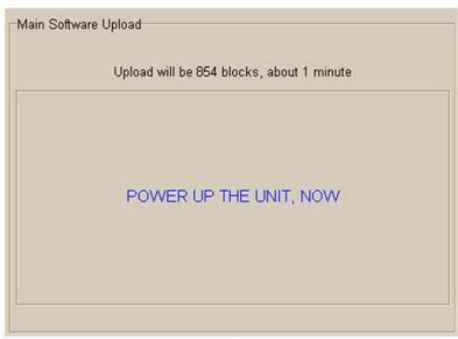 Main Software Upload
Upload will be 854 blocks, about 1 minute
POWER UP THE UNIT, NOW